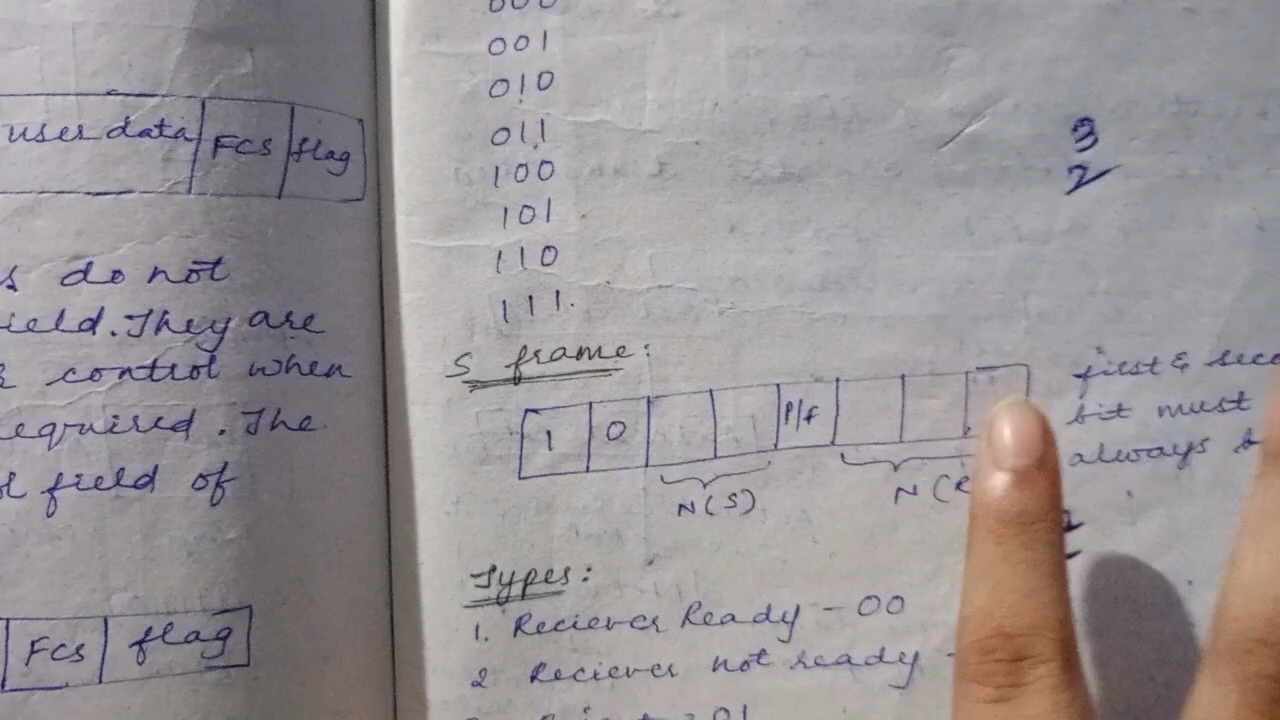 user data FCS flag
do not
They are
control when
equired. The
field of
FCS flag
001
010
011
100
101
110
111.
3
2
S frame:
1 0 P/f
N(S)
first &
bit must
always
Types:
1. Reciever Ready - 00
2 Reciever not ready -
01